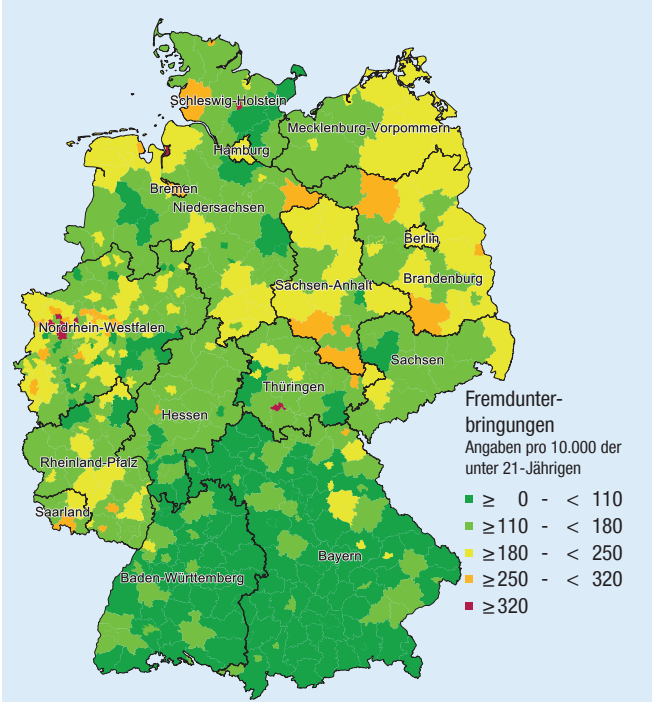 Schleswig-Holstein
Mecklenburg-Vorpommern
Hamburg
Bremen
Niedersachsen
Berlin
Sachsen-Anhalt
Brandenburg
Nordrhein-Westfalen
Sachsen
Thüringen
Hessen
Rheinland-Pfalz
Saarland
Bayern
Baden-Württemberg
Fremdunter-
bringungen
Angaben pro 10.000 der
unter 21-Jährigen
≥ 0 - < 110
≥110 - < 180
≥180 - < 250
≥250 - < 320
≥320